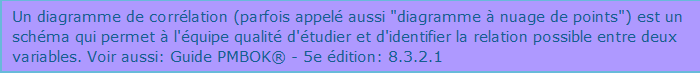 Un diagramme de corrélation (parfois appelé aussi "diagramme à nuage de points") est un
schéma qui permet à l'équipe qualité d'étudier et d'identifier la relation possible entre deux
variables. Voir aussi: Guide PMBOK® - 5e édition: 8.3.2.1